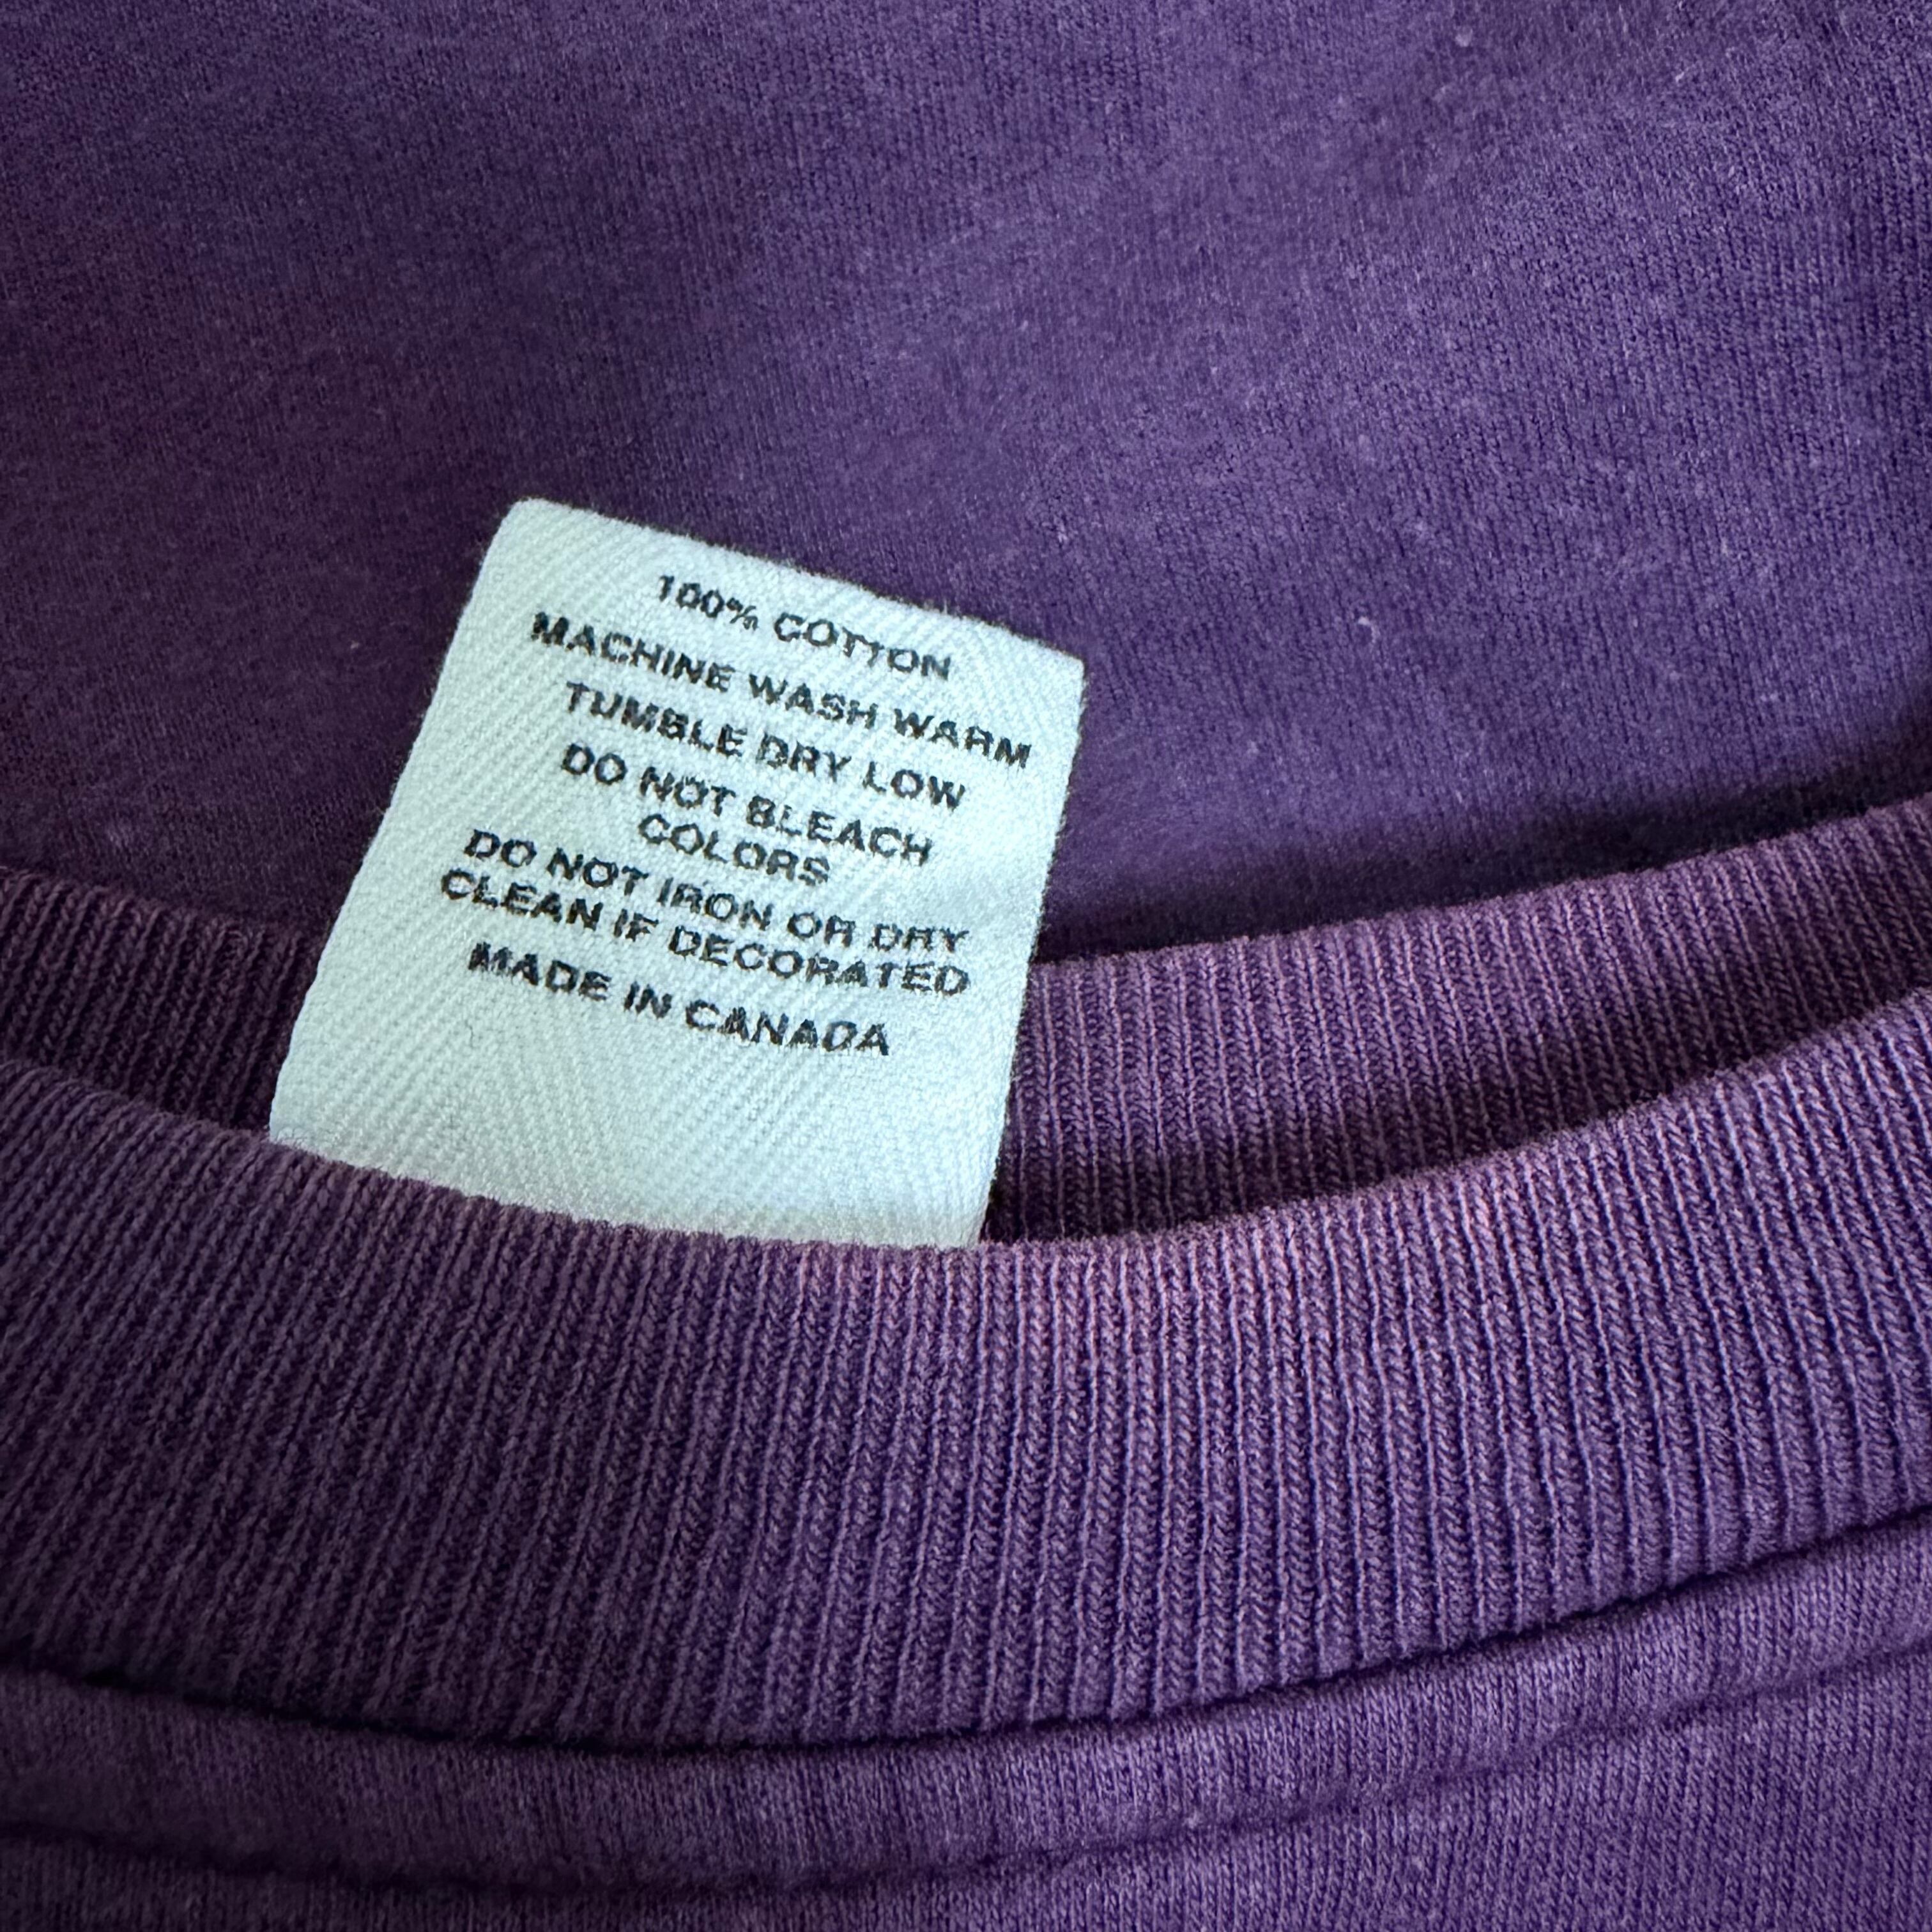 100% COTTON
MACHINE WASH WARM
TUMBLE DRY LOW
DO NOT BLEACH
COLORS
DO NOT IRON OR DRY
CLEAN IF DECORATED
MADE IN CANADA